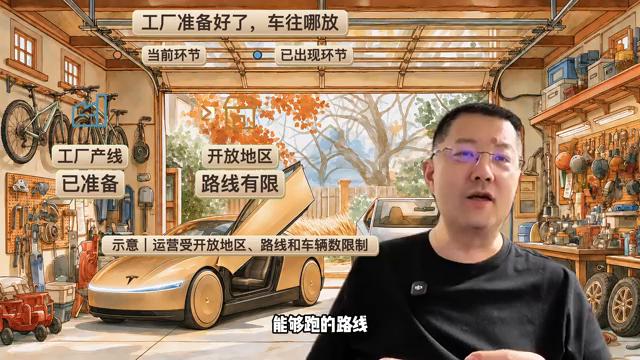 工厂准备好了，车往哪放
当前环节
已出现环节
工厂产线
已准备
开放地区
路线有限
示意｜运营受开放地区、路线和车辆数限制
能够跑的路线